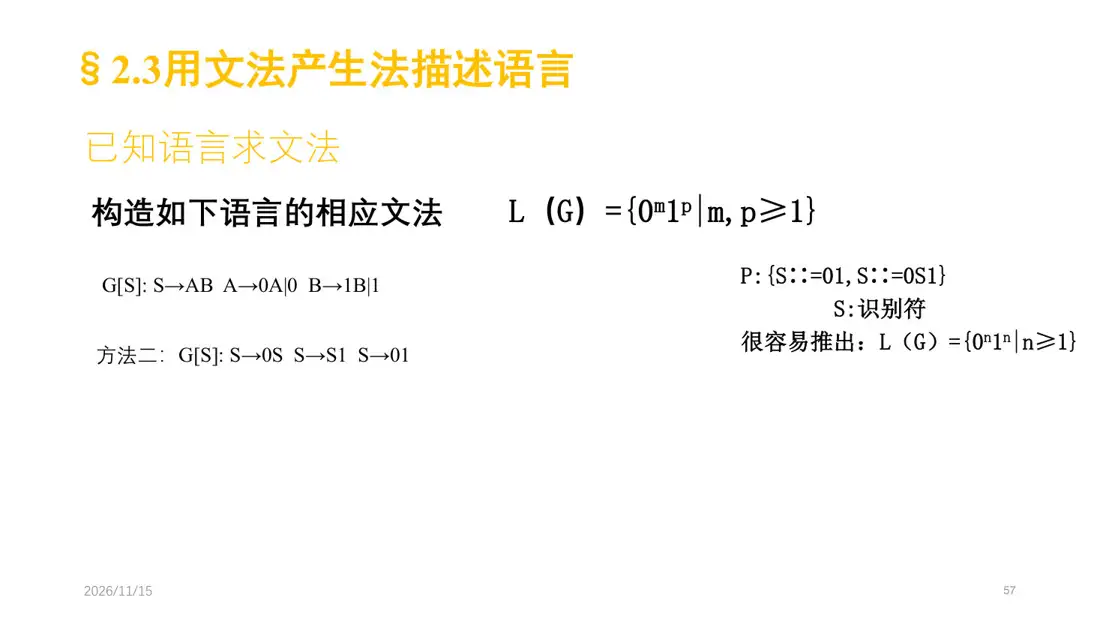 §2.3用文法产生法描述语言
已知语言求文法
构造如下语言的相应文法 L（G）={0ᵐ1ᵖ|m,p≥1}
G[S]: S→AB A→0A|0 B→1B|1
方法二：G[S]: S→0S S→S1 S→01
P:{S∷=01,S∷=0S1}
S:识别符
很容易推出：L（G）={0ⁿ1ⁿ|n≥1}
2026/11/15
57